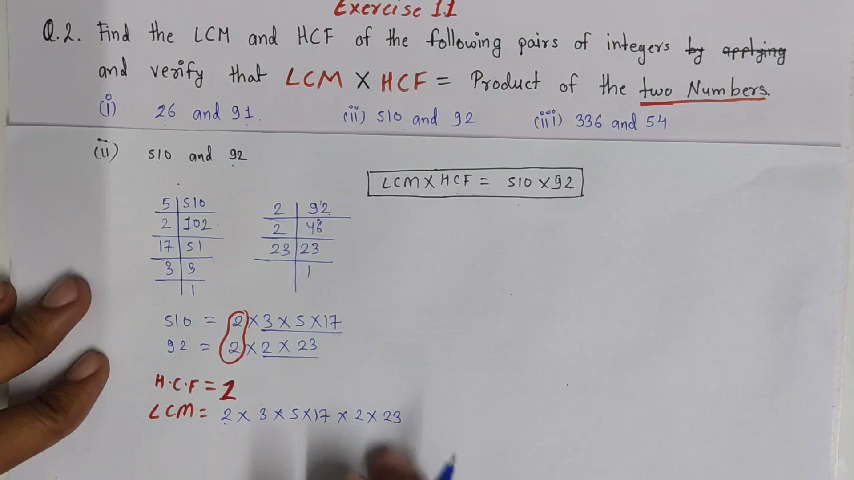 Exercise 11
Q.2. Find the LCM and HCF of the following pairs of integers by applying
and verify that LCM X HCF = Product of the two Numbers.
(i) 26 and 91. (ii) 510 and 92 (iii) 336 and 54
(ii) 510 and 92
LCM X HCF = 510 X 92
5 | 510
2 | 102
17 | 51
3 | 3
1
2 | 92
2 | 46
23 | 23
1
510 = 2 X 3 X 5 X 17
92 = 2 X 2 X 23
H.C.F = 2
LCM = 2 X 3 X 5 X 17 X 2 X 23